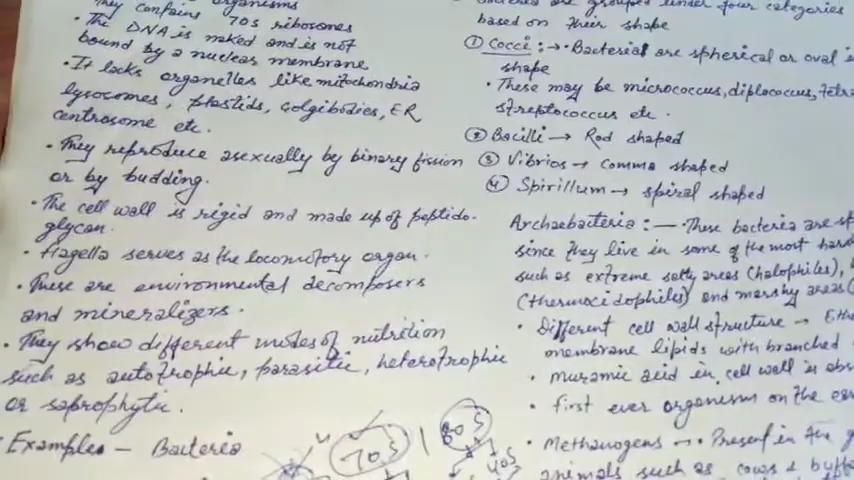 They contains 70s ribosomes
• The DNA is naked and is not
bound by a nuclear membrane
• It lacks organelles like mitochondria
lysosomes, plastids, golgibodies, ER
centrosome etc.
• They reproduce asexually by binary fission
or by budding.
• The cell wall is rigid and made up of peptido-
glycan.
• Flagella serves as the locomotory organ.
• These are environmental decomposers
and mineralizers.
• They show different modes of nutrition
such as autotrophic, parasitic, heterotrophic
or saprophytic.
• Examples — Bacteria
70S | 80S
40S
are grouped under four categories
based on their shape
① Cocci :→ • Bacterias are spherical or oval
shape
• These may be micrococcus, diplococcus,
streptococcus etc.
② Bacilli → Rod shaped
③ Vibrios → comma shaped
④ Spirillum → spiral shaped
Archaebacteria : — • These bacteria are
since they live in some of the most
such as extreme salty areas (halophiles),
(thermocidophiles) and marshy areas
• Different cell wall structure →
membrane lipids with branched
• muramic acid in cell wall is
• first ever organism on the
• Methanogens → • Present in the
animals such as cows &